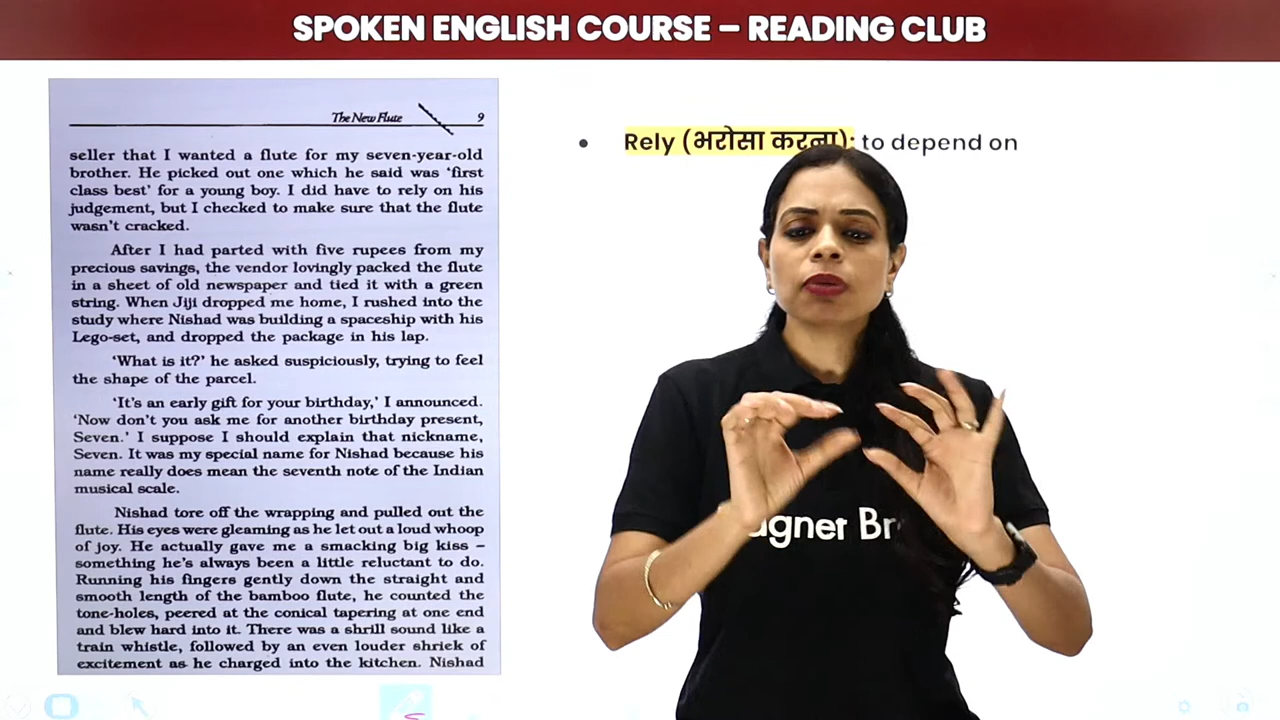 SPOKEN ENGLISH COURSE – READING CLUB
The New Flute 9
seller that I wanted a flute for my seven-year-old
brother. He picked out one which he said was ‘first
class best’ for a young boy. I did have to rely on his
judgement, but I checked to make sure that the flute
wasn’t cracked.
After I had parted with five rupees from my
precious savings, the vendor lovingly packed the flute
in a sheet of old newspaper and tied it with a green
string. When Jiji dropped me home, I rushed into the
study where Nishad was building a spaceship with his
Lego-set, and dropped the package in his lap.
‘What is it?’ he asked suspiciously, trying to feel
the shape of the parcel.
‘It’s an early gift for your birthday,’ I announced.
‘Now don’t you ask me for another birthday present,
Seven.’ I suppose I should explain that nickname,
Seven. It was my special name for Nishad because his
name really does mean the seventh note of the Indian
musical scale.
Nishad tore off the wrapping and pulled out the
flute. His eyes were gleaming as he let out a loud whoop
of joy. He actually gave me a smacking big kiss –
something he’s always been a little reluctant to do.
Running his fingers gently down the straight and
smooth length of the bamboo flute, he counted the
tone-holes, peered at the conical tapering at one end
and blew hard into it. There was a shrill sound like a
train whistle, followed by an even louder shriek of
excitement as he charged into the kitchen. Nishad
• Rely (भरोसा करना): to depend on
agnet Br